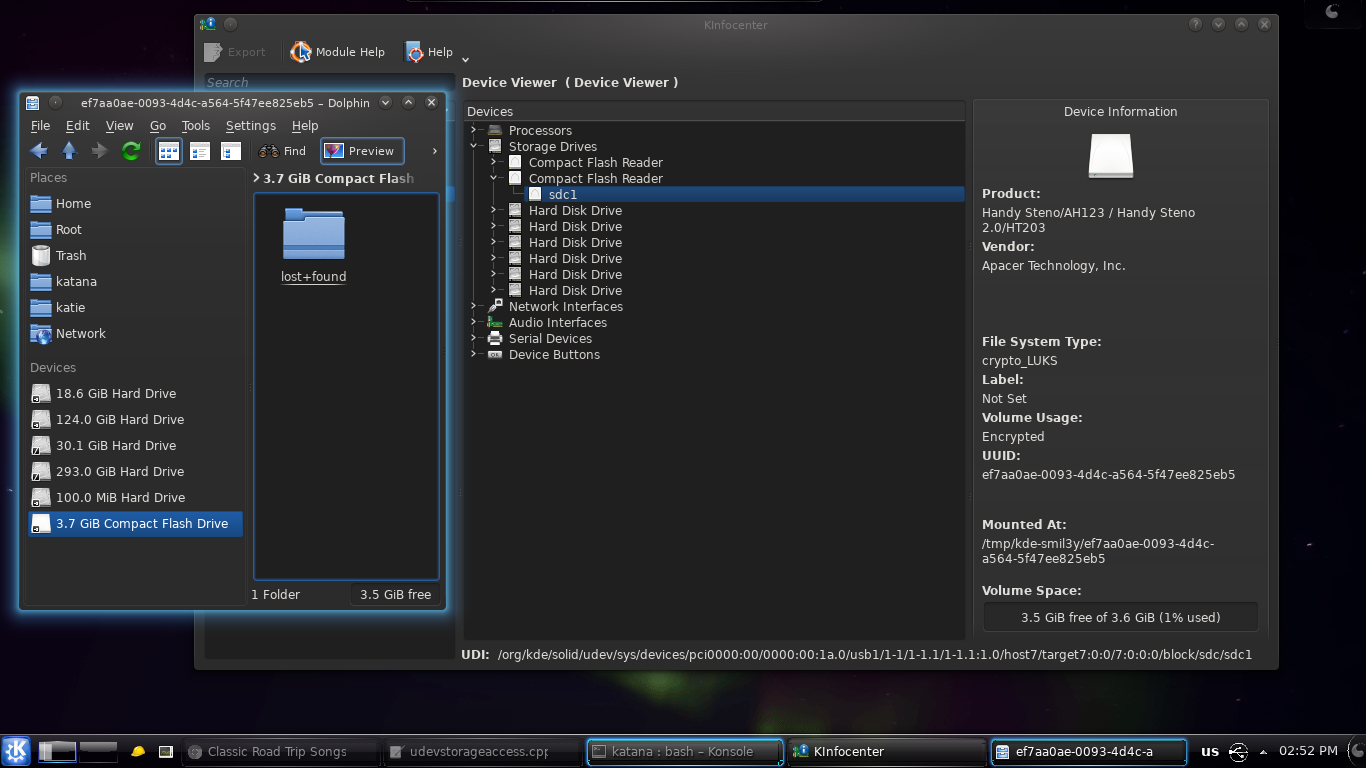 KInfocenter
Export
Module Help
Help
Search
Device Viewer ( Device Viewer )
ef7aa0ae-0093-4d4c-a564-5f47ee825eb5 – Dolphin
File Edit View Go Tools Settings Help
Find
Preview
Places
Home
Root
Trash
katana
katie
Network
Devices
18.6 GiB Hard Drive
124.0 GiB Hard Drive
30.1 GiB Hard Drive
293.0 GiB Hard Drive
100.0 MiB Hard Drive
3.7 GiB Compact Flash Drive
3.7 GiB Compact Flash
lost+found
1 Folder
3.5 GiB free
Devices
Processors
Storage Drives
Compact Flash Reader
Compact Flash Reader
sdc1
Hard Disk Drive
Hard Disk Drive
Hard Disk Drive
Hard Disk Drive
Hard Disk Drive
Hard Disk Drive
Network Interfaces
Audio Interfaces
Serial Devices
Device Buttons
Device Information
Product:
Handy Steno/AH123 / Handy Steno
2.0/HT203
Vendor:
Apacer Technology, Inc.
File System Type:
crypto_LUKS
Label:
Not Set
Volume Usage:
Encrypted
UUID:
ef7aa0ae-0093-4d4c-a564-5f47ee825eb5
Mounted At:
/tmp/kde-smil3y/ef7aa0ae-0093-4d4c-
a564-5f47ee825eb5
Volume Space:
3.5 GiB free of 3.6 GiB (1% used)
UDI: /org/kde/solid/udev/sys/devices/pci0000:00/0000:00:1a.0/usb1/1-1/1-1.1/1-1.1:1.0/host7/target7:0:0/7:0:0:0/block/sdc/sdc1
Classic Road Trip Songs
udevstorageaccess.cpp
katana : bash – Konsole
KInfocenter
ef7aa0ae-0093-4d4c-a
us
02:52 PM